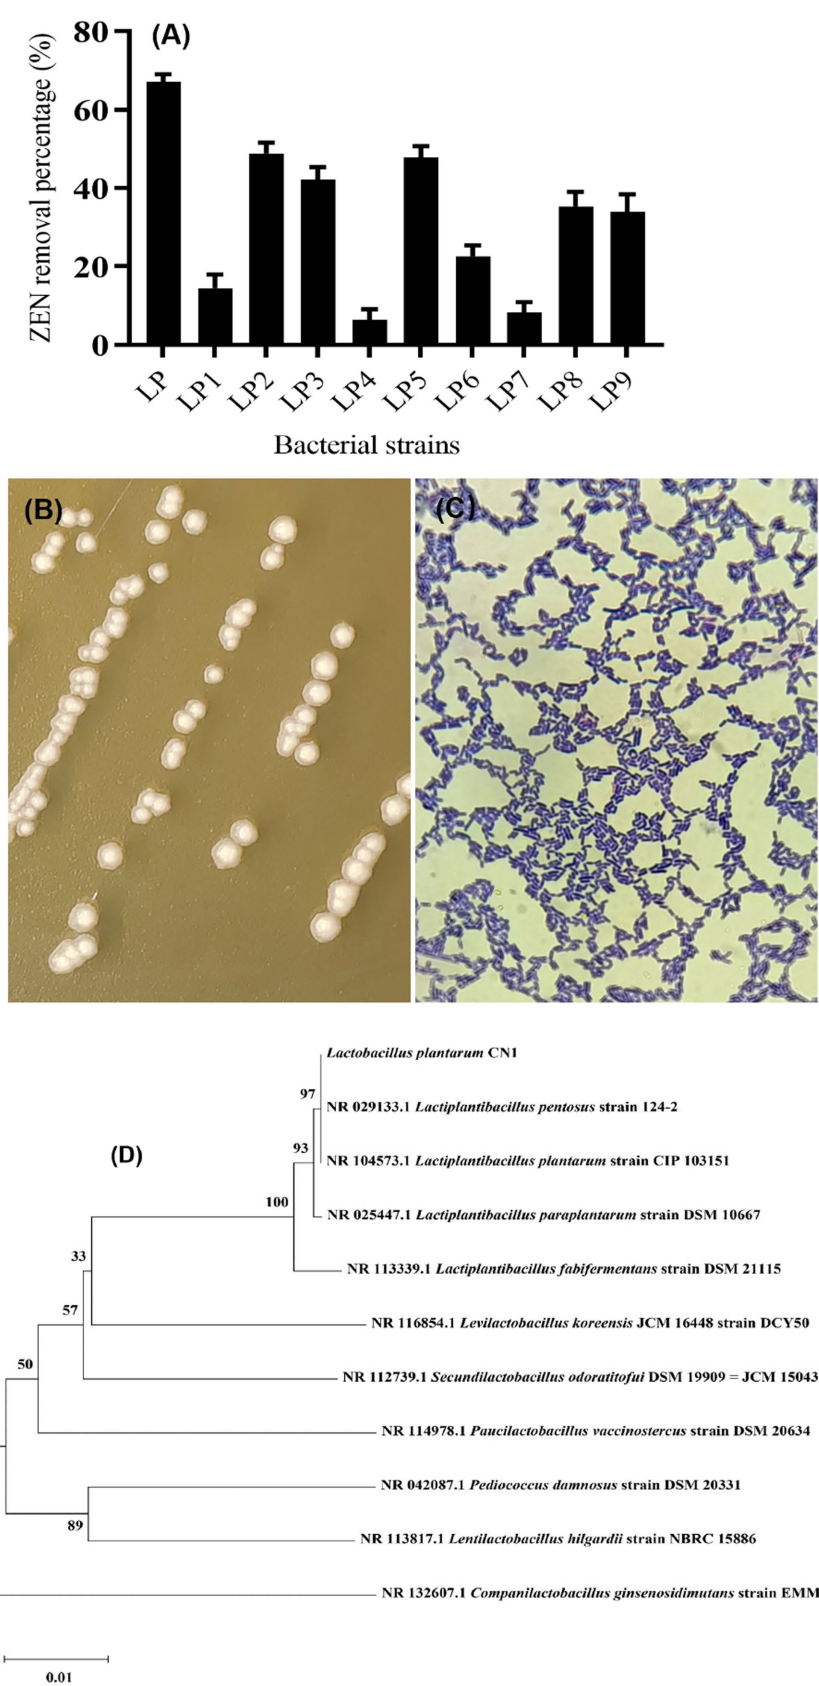 (A)
ZEN removal percentage (%)
80
60
40
20
0
LP LP1 LP2 LP3 LP4 LP5 LP6 LP7 LP8 LP9
Bacterial strains
(B)
(C)
(D)
Lactobacillus plantarum CN1
97
NR 029133.1 Lactiplantibacillus pentosus strain 124-2
93
NR 104573.1 Lactiplantibacillus plantarum strain CIP 103151
100
NR 025447.1 Lactiplantibacillus paraplantarum strain DSM 10667
33
NR 113339.1 Lactiplantibacillus fabifermentans strain DSM 21115
57
NR 116854.1 Levilactobacillus koreensis JCM 16448 strain DCY50
50
NR 112739.1 Secundilactobacillus odoratitofui DSM 19909 = JCM 15043
NR 114978.1 Paucilactobacillus vaccinostercus strain DSM 20634
NR 042087.1 Pediococcus damnosus strain DSM 20331
89
NR 113817.1 Lentilactobacillus hilgardii strain NBRC 15886
NR 132607.1 Companilactobacillus ginsenosidimutans strain EMM
0.01